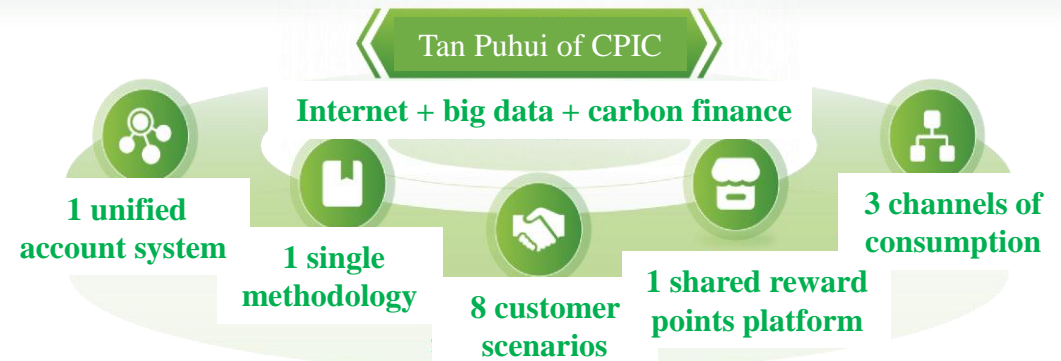 Tan Puhui of CPIC
Internet + big data + carbon finance
1 unified
account system
1 single
methodology
8 customer
scenarios
1 shared reward
points platform
3 channels of
consumption